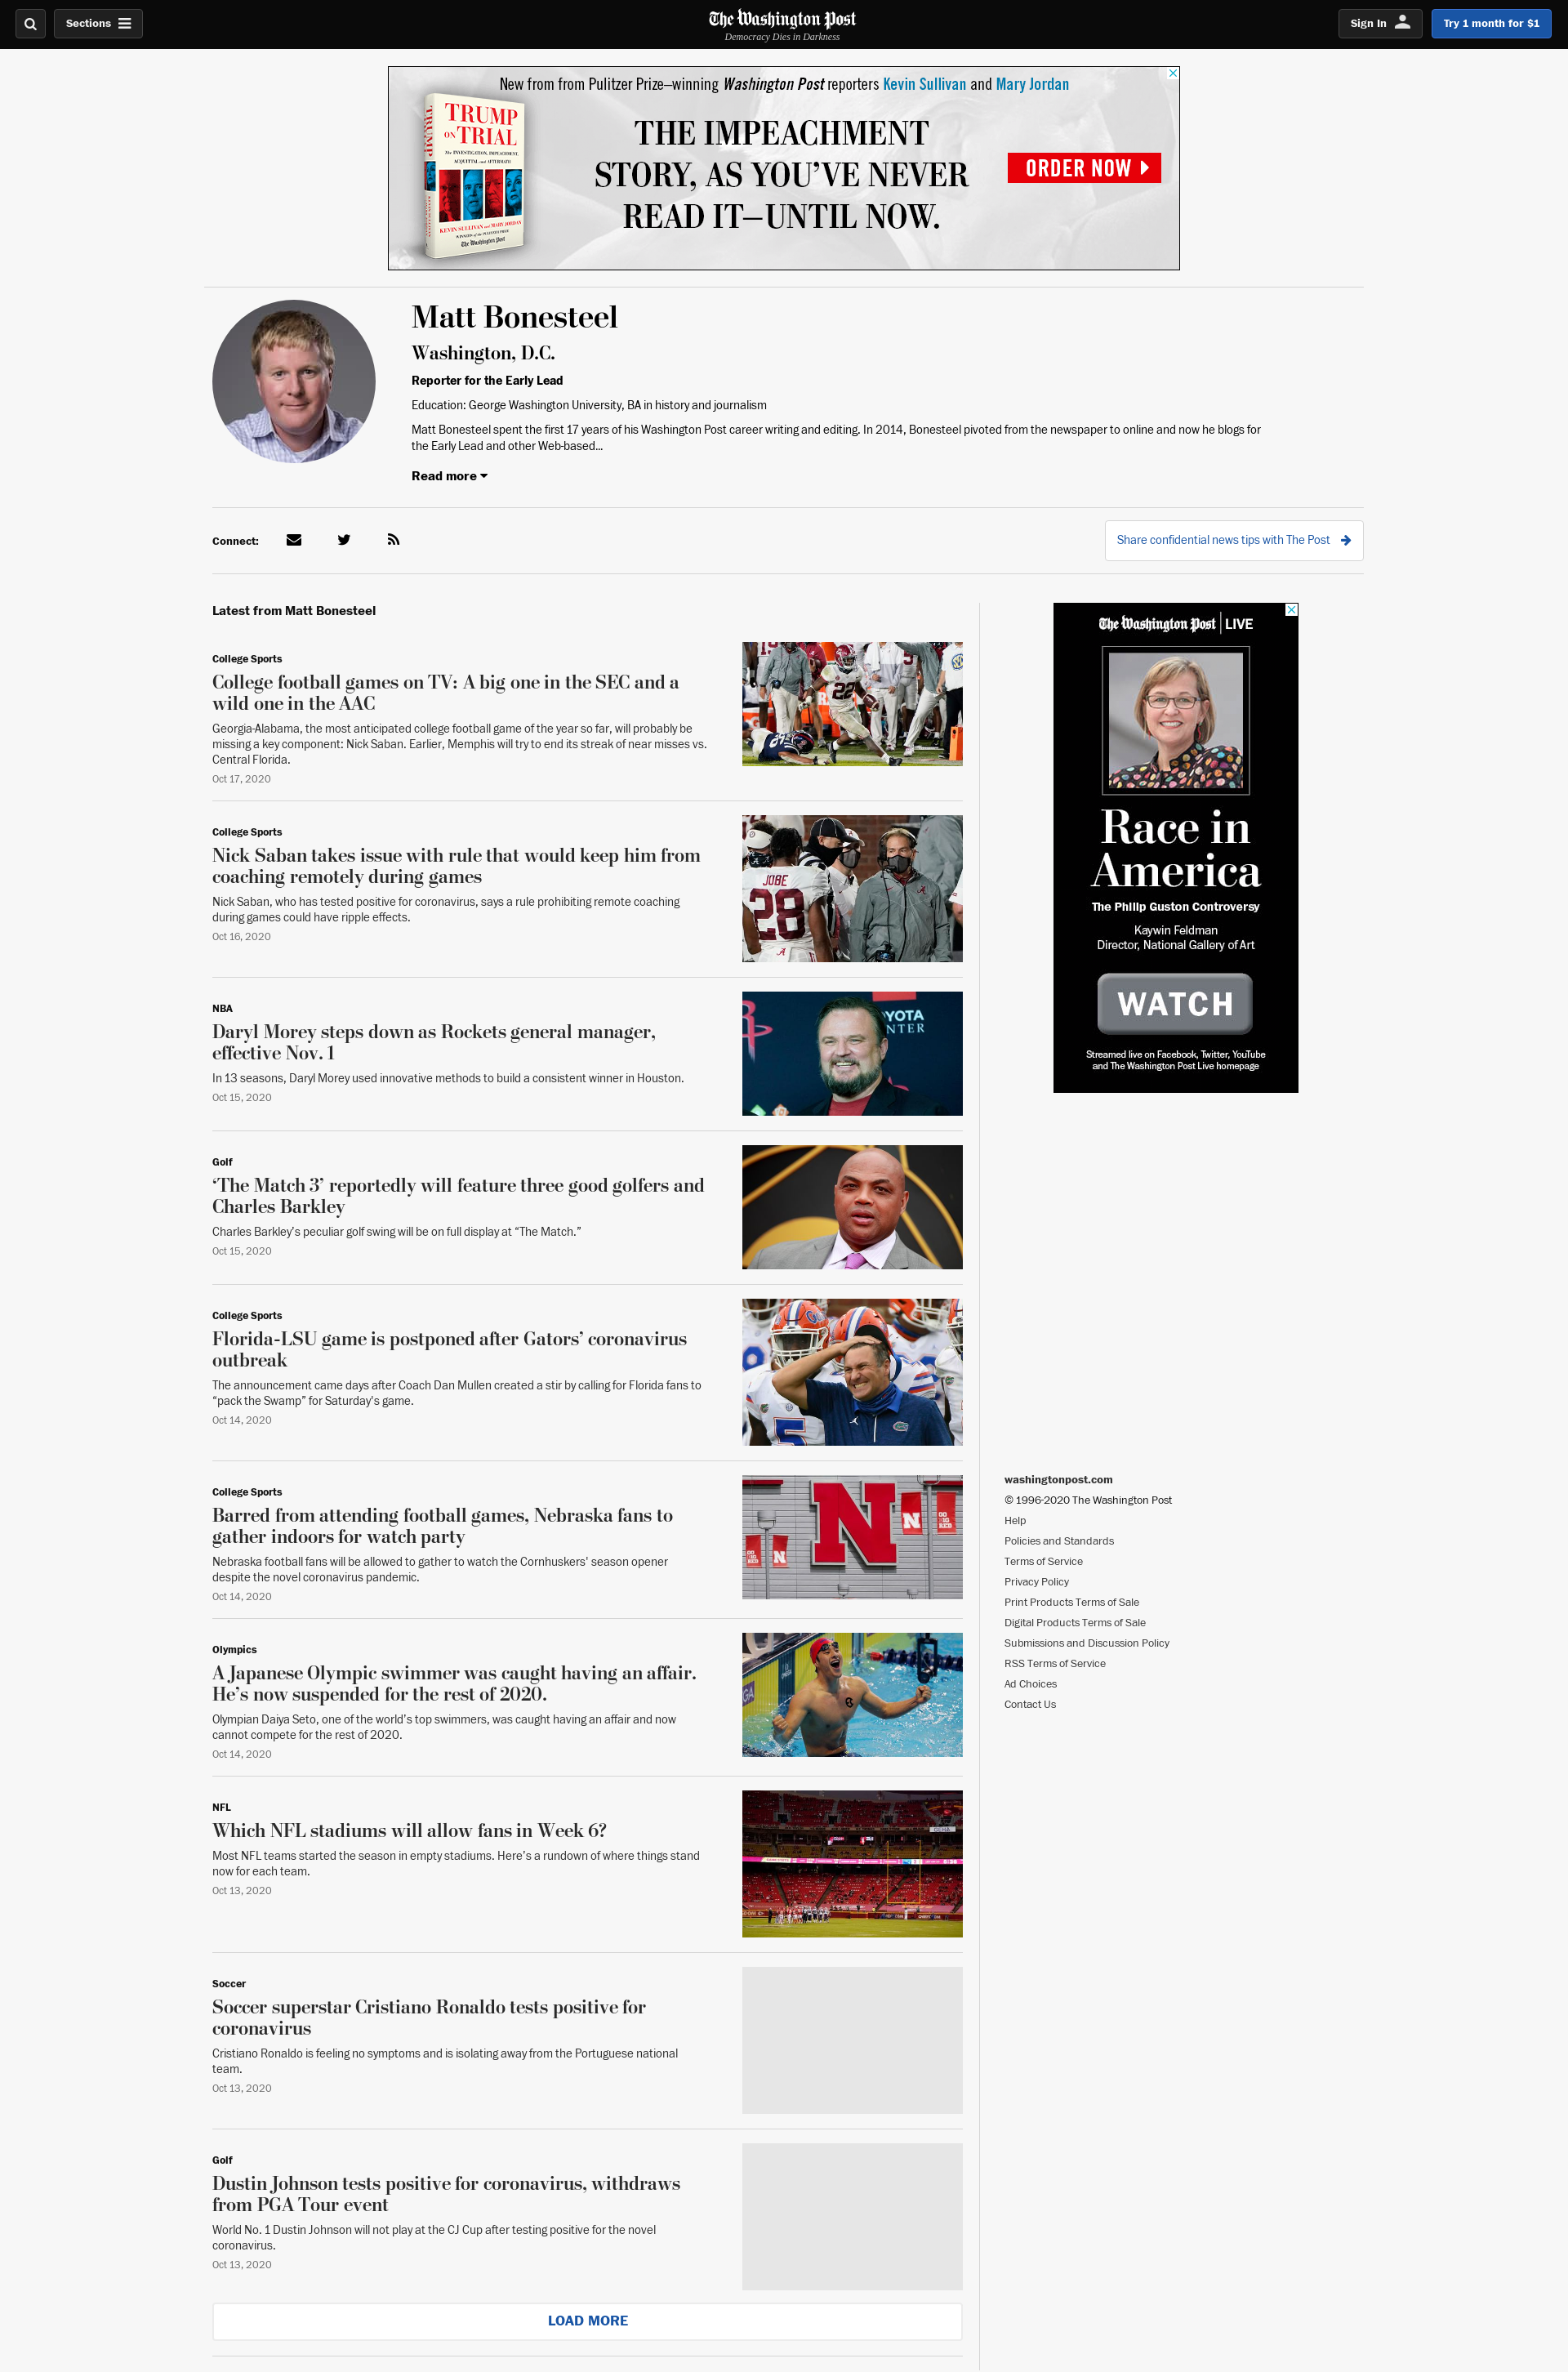 Sections
The Washington Post
Democracy Dies in Darkness
Sign In
Try 1 month for $1
New from from Pulitzer Prize–winning Washington Post reporters Kevin Sullivan and Mary Jordan
TRUMP
ON TRIAL
KEVIN SULLIVAN and MARY JORDAN
The Washington Post
THE IMPEACHMENT
STORY, AS YOU'VE NEVER
READ IT—UNTIL NOW.
ORDER NOW
Matt Bonesteel
Washington, D.C.
Reporter for the Early Lead
Education: George Washington University, BA in history and journalism
Matt Bonesteel spent the first 17 years of his Washington Post career writing and editing. In 2014, Bonesteel pivoted from the newspaper to online and now he blogs for
the Early Lead and other Web-based...
Read more
Connect:
Share confidential news tips with The Post
Latest from Matt Bonesteel
College Sports
College football games on TV: A big one in the SEC and a
wild one in the AAC
Georgia-Alabama, the most anticipated college football game of the year so far, will probably be
missing a key component: Nick Saban. Earlier, Memphis will try to end its streak of near misses vs.
Central Florida.
Oct 17, 2020
22
College Sports
Nick Saban takes issue with rule that would keep him from
coaching remotely during games
Nick Saban, who has tested positive for coronavirus, says a rule prohibiting remote coaching
during games could have ripple effects.
Oct 16, 2020
JOBE
28
NBA
Daryl Morey steps down as Rockets general manager,
effective Nov. 1
In 13 seasons, Daryl Morey used innovative methods to build a consistent winner in Houston.
Oct 15, 2020
YOTA
NTER
Golf
‘The Match 3’ reportedly will feature three good golfers and
Charles Barkley
Charles Barkley’s peculiar golf swing will be on full display at “The Match.”
Oct 15, 2020
College Sports
Florida-LSU game is postponed after Gators’ coronavirus
outbreak
The announcement came days after Coach Dan Mullen created a stir by calling for Florida fans to
“pack the Swamp” for Saturday's game.
Oct 14, 2020
5
College Sports
Barred from attending football games, Nebraska fans to
gather indoors for watch party
Nebraska football fans will be allowed to gather to watch the Cornhuskers' season opener
despite the novel coronavirus pandemic.
Oct 14, 2020
N
N
N
GO BIG RED
Olympics
A Japanese Olympic swimmer was caught having an affair.
He’s now suspended for the rest of 2020.
Olympian Daiya Seto, one of the world’s top swimmers, was caught having an affair and now
cannot compete for the rest of 2020.
Oct 14, 2020
NFL
Which NFL stadiums will allow fans in Week 6?
Most NFL teams started the season in empty stadiums. Here’s a rundown of where things stand
now for each team.
Oct 13, 2020
Soccer
Soccer superstar Cristiano Ronaldo tests positive for
coronavirus
Cristiano Ronaldo is feeling no symptoms and is isolating away from the Portuguese national
team.
Oct 13, 2020
Golf
Dustin Johnson tests positive for coronavirus, withdraws
from PGA Tour event
World No. 1 Dustin Johnson will not play at the CJ Cup after testing positive for the novel
coronavirus.
Oct 13, 2020
LOAD MORE
The Washington Post LIVE
Race in
America
The Philip Guston Controversy
Kaywin Feldman
Director, National Gallery of Art
WATCH
Streamed live on Facebook, Twitter, YouTube
and The Washington Post Live homepage
washingtonpost.com
© 1996-2020 The Washington Post
Help
Policies and Standards
Terms of Service
Privacy Policy
Print Products Terms of Sale
Digital Products Terms of Sale
Submissions and Discussion Policy
RSS Terms of Service
Ad Choices
Contact Us